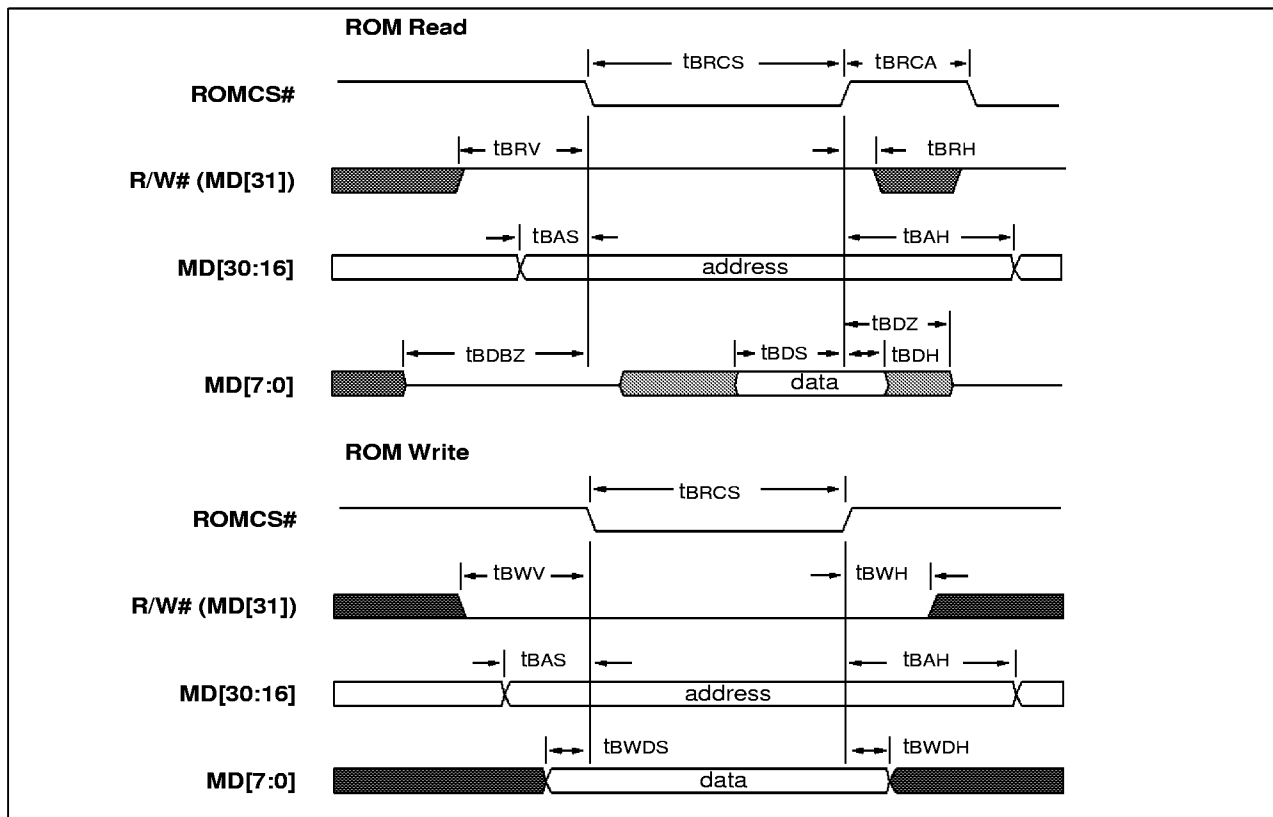 ROM Read
tBRCS tBRCA
ROMCS#
tBRV tBRH
R/W# (MD[31])
tBAS tBAH
MD[30:16] address
tBDZ
tBDBZ tBDS tBDH
MD[7:0] data
ROM Write
tBRCS
ROMCS#
tBWV tBWH
R/W# (MD[31])
tBAS tBAH
MD[30:16] address
tBWDS tBWDH
MD[7:0] data